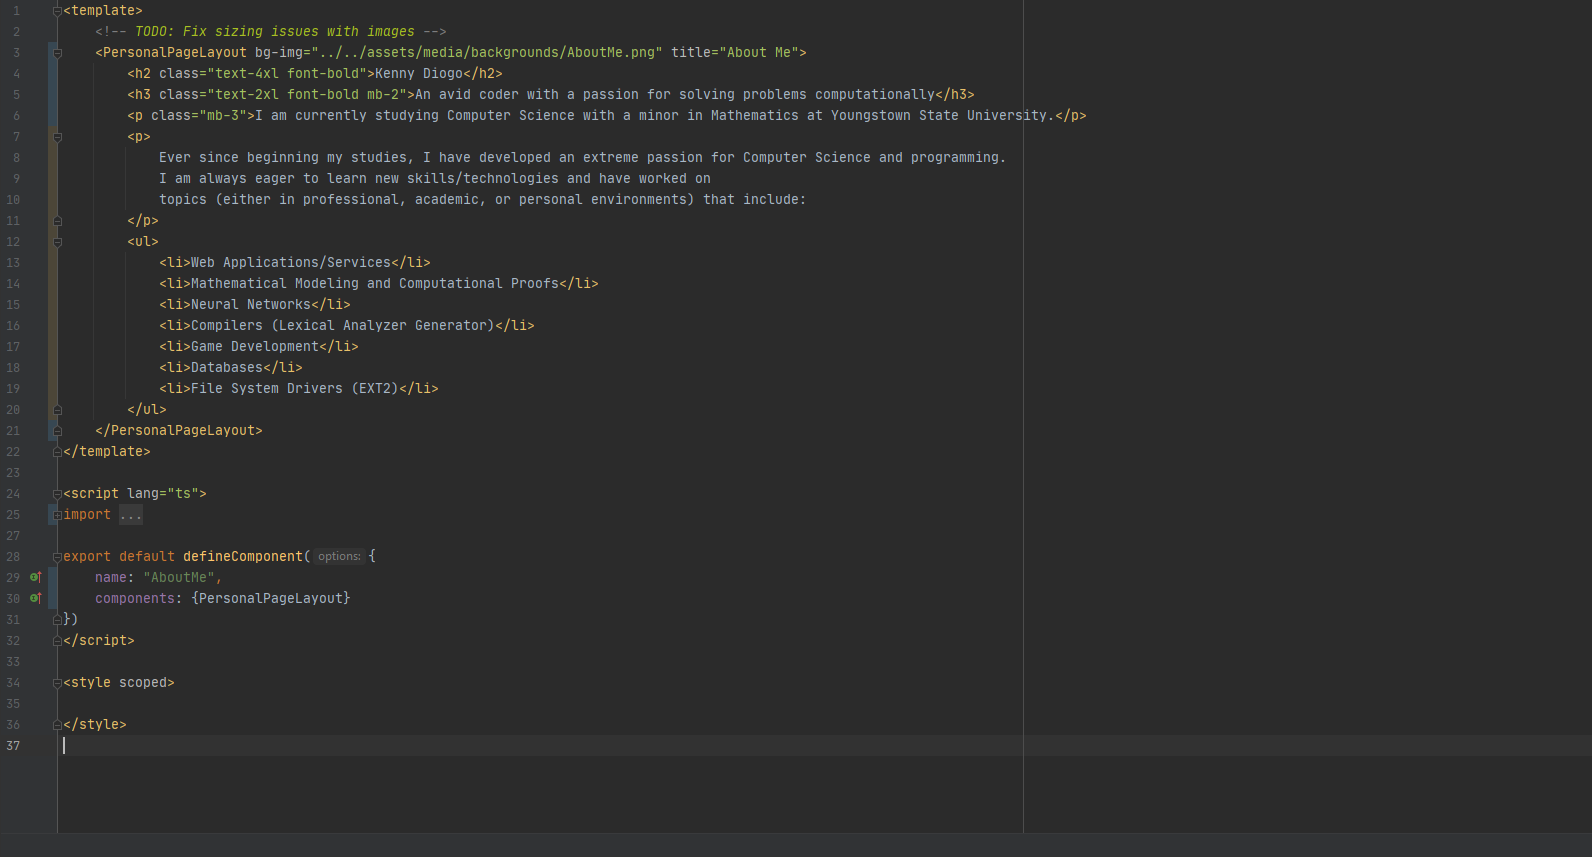 1 <template>
2 <!-- TODO: Fix sizing issues with images -->
3 <PersonalPageLayout bg-img="../../assets/media/backgrounds/AboutMe.png" title="About Me">
4 <h2 class="text-4xl font-bold">Kenny Diogo</h2>
5 <h3 class="text-2xl font-bold mb-2">An avid coder with a passion for solving problems computationally</h3>
6 <p class="mb-3">I am currently studying Computer Science with a minor in Mathematics at Youngstown State University.</p>
7 <p>
8 Ever since beginning my studies, I have developed an extreme passion for Computer Science and programming.
9 I am always eager to learn new skills/technologies and have worked on
10 topics (either in professional, academic, or personal environments) that include:
11 </p>
12 <ul>
13 <li>Web Applications/Services</li>
14 <li>Mathematical Modeling and Computational Proofs</li>
15 <li>Neural Networks</li>
16 <li>Compilers (Lexical Analyzer Generator)</li>
17 <li>Game Development</li>
18 <li>Databases</li>
19 <li>File System Drivers (EXT2)</li>
20 </ul>
21 </PersonalPageLayout>
22 </template>
23
24 <script lang="ts">
25 import ...
27
28 export default defineComponent( options: {
29 name: "AboutMe",
30 components: {PersonalPageLayout}
31 })
32 </script>
33
34 <style scoped>
35
36 </style>
37